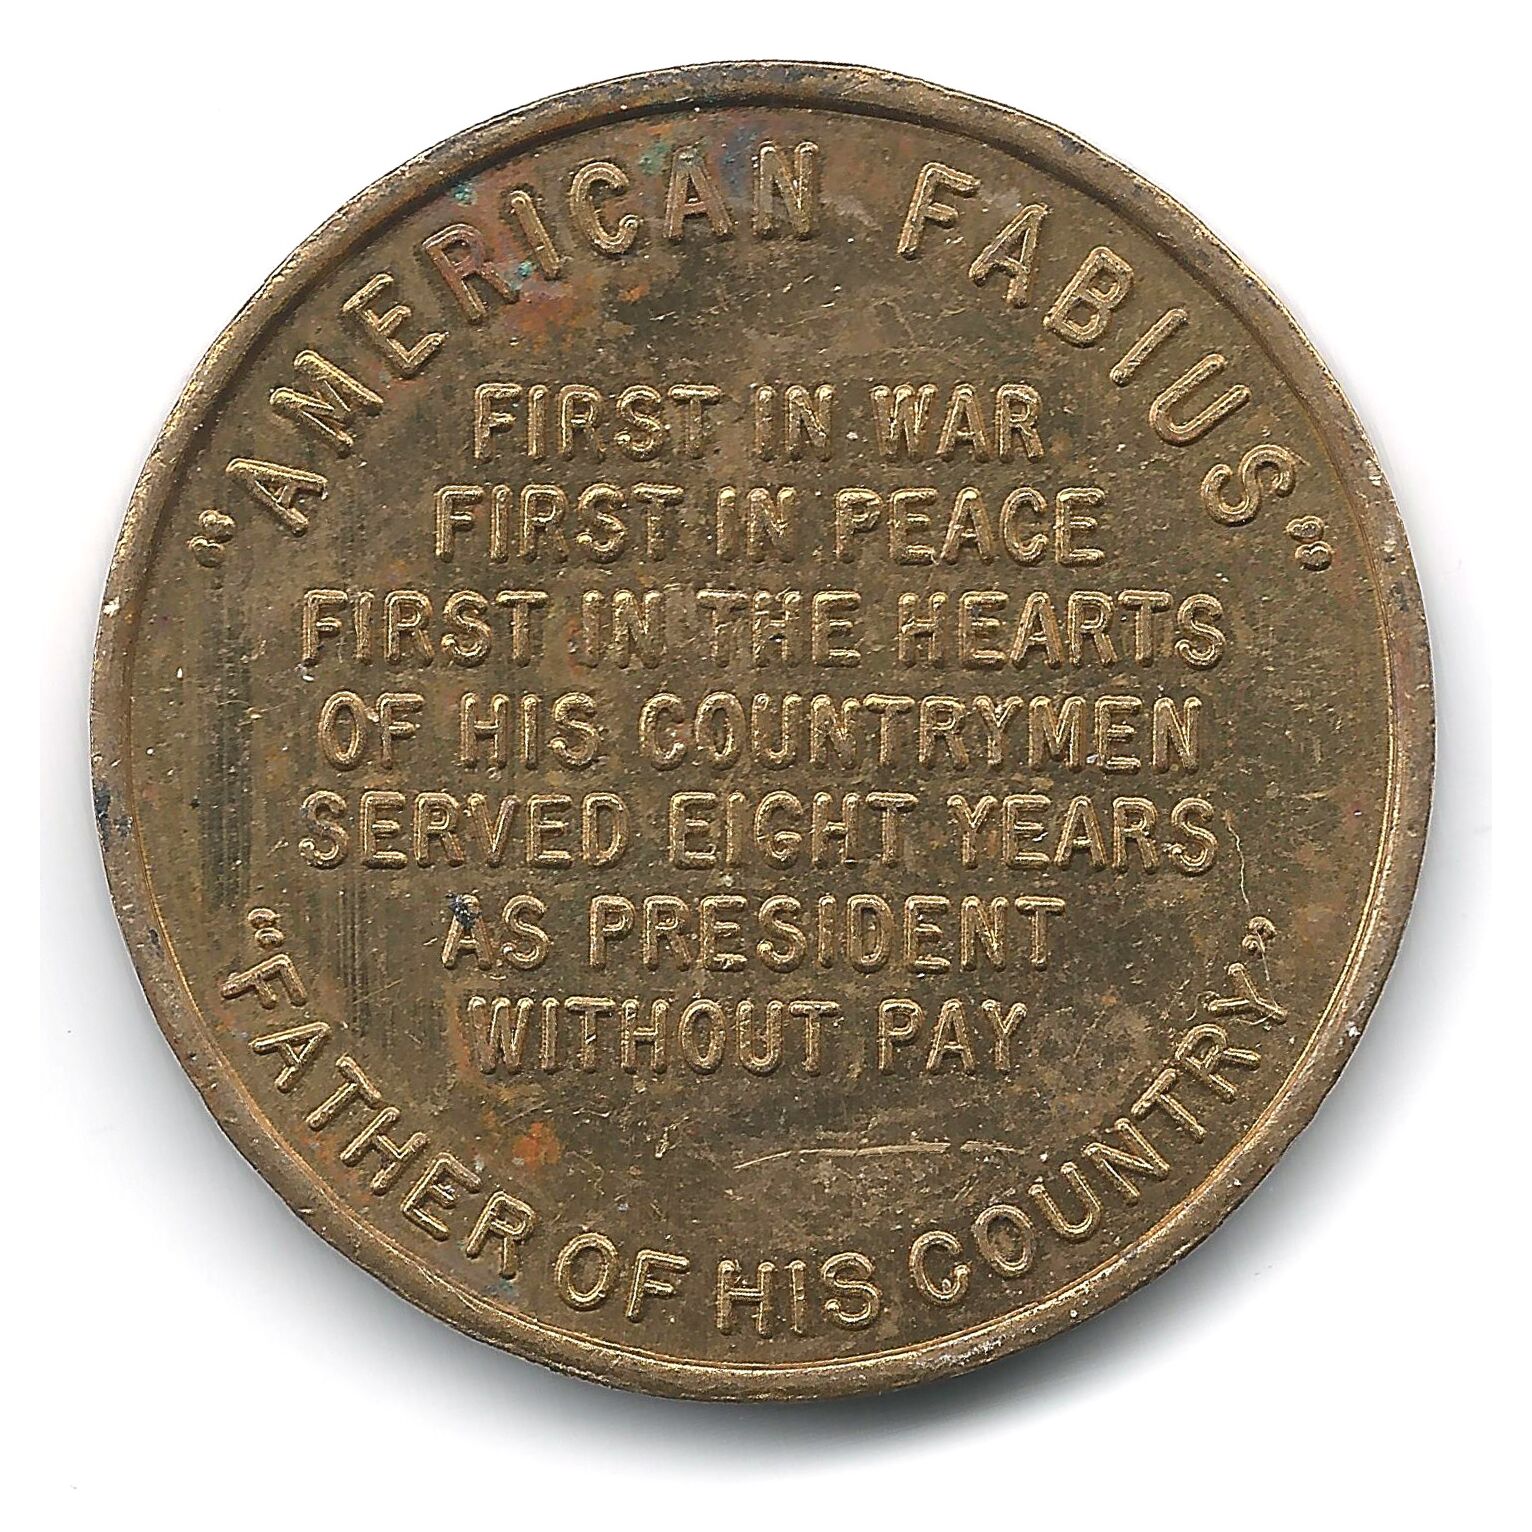 "AMERICAN FABIUS"
FIRST IN WAR
FIRST IN PEACE
FIRST IN THE HEARTS
OF HIS COUNTRYMEN
SERVED EIGHT YEARS
AS PRESIDENT
WITHOUT PAY
"FATHER OF HIS COUNTRY"